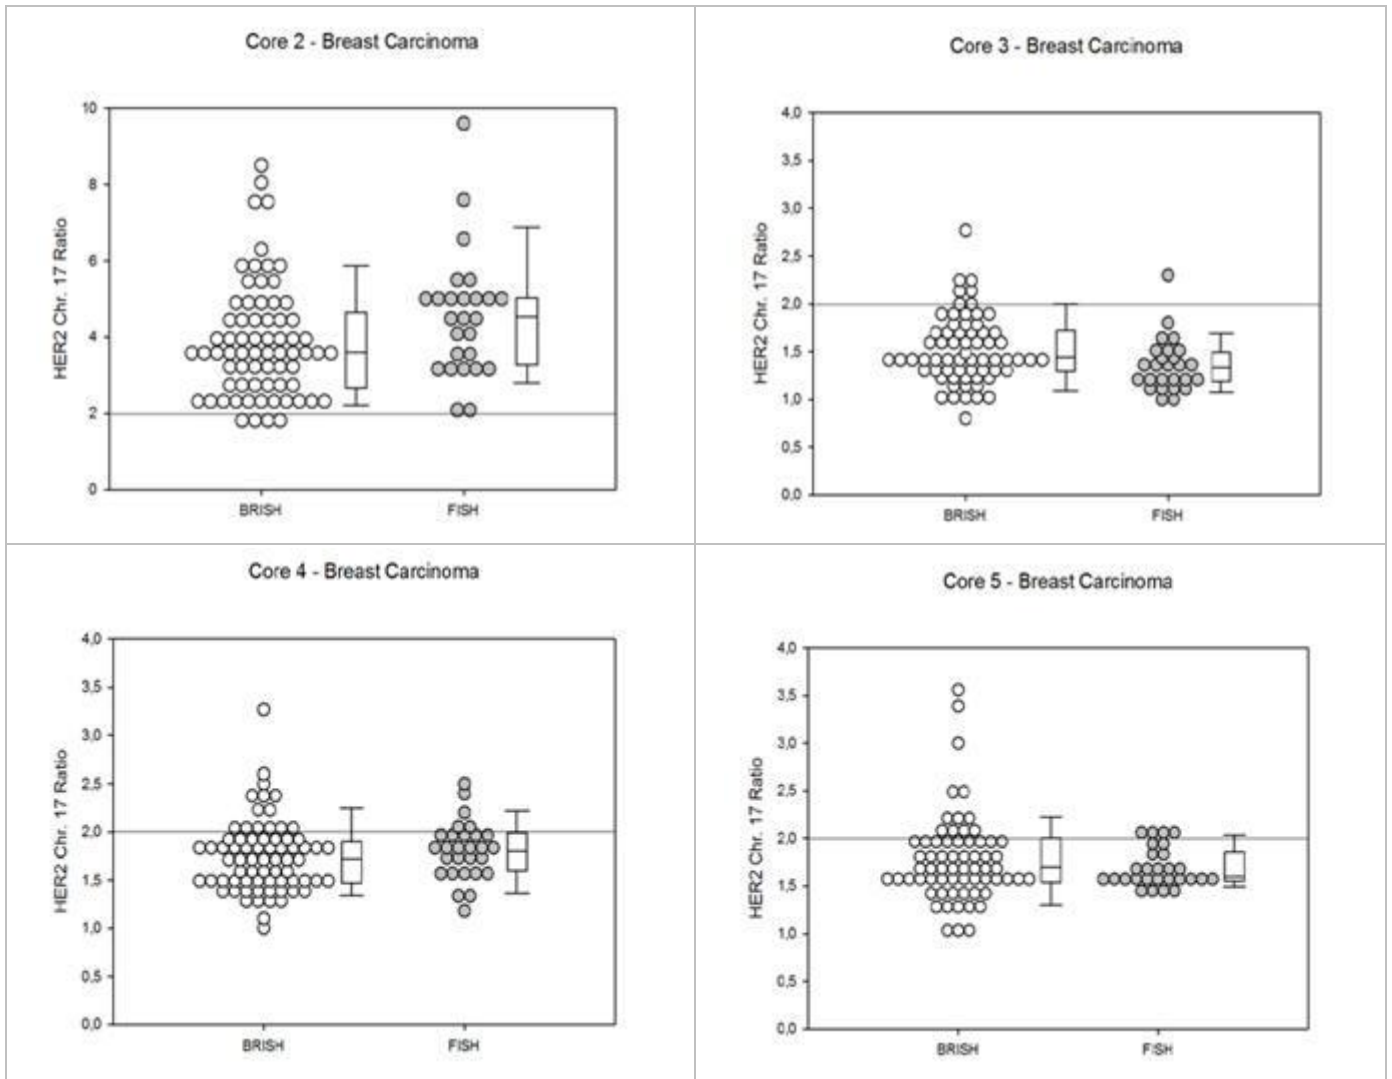 Core 2 - Breast Carcinoma
10
8
6
4
2
0
HER2 Chr. 17 Ratio
BRISH
FISH
Core 3 - Breast Carcinoma
4,0
3,5
3,0
2,5
2,0
1,5
1,0
0,5
0,0
HER2 Chr. 17 Ratio
BRISH
FISH
Core 4 - Breast Carcinoma
4,0
3,5
3,0
2,5
2,0
1,5
1,0
0,5
0,0
HER2 Chr. 17 Ratio
BRISH
FISH
Core 5 - Breast Carcinoma
4,0
3,5
3,0
2,5
2,0
1,5
1,0
0,5
0,0
HER2 Chr. 17 Ratio
BRISH
FISH